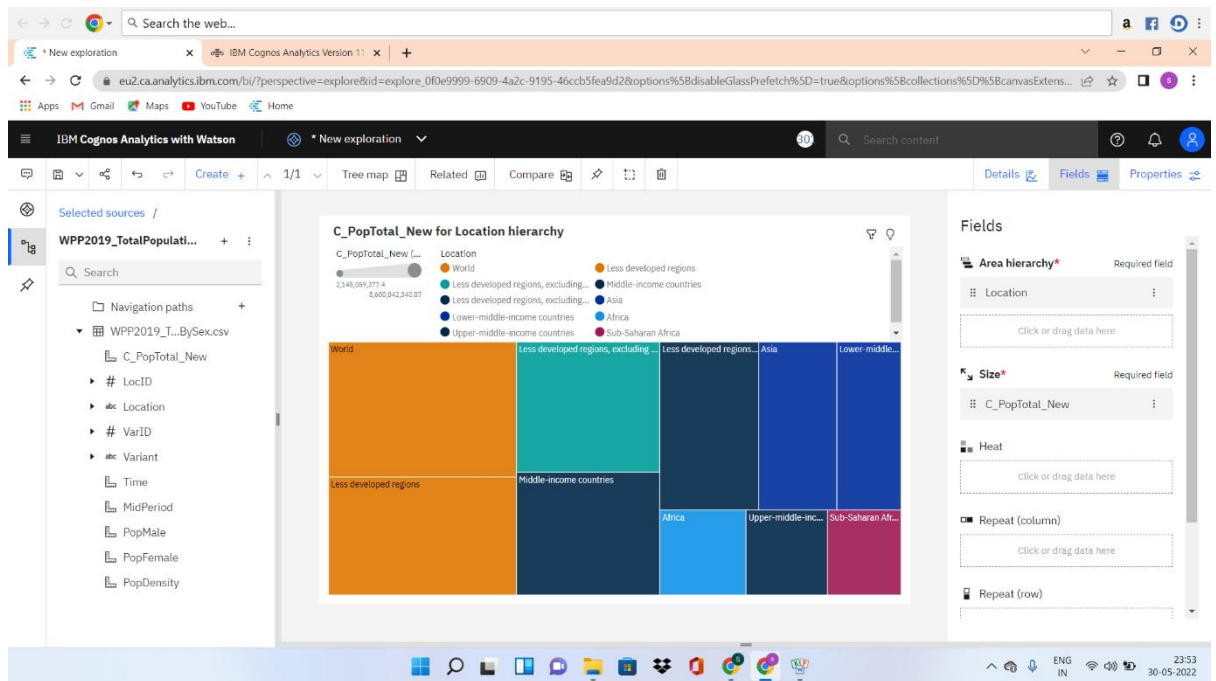 Search the web...
* New exploration
IBM Cognos Analytics Version 11
eu2.ca.analytics.ibm.com/bi/?perspective=explore&id=explore_0f0e9999-6909-4a2c-9195-46ccb5fea9d2&options%5BdisableGlassPrefetch%5D=true&options%5Bcollections%5D%5BcanvasExtens...
Apps Gmail Maps YouTube Home
IBM Cognos Analytics with Watson
* New exploration
Search content
Create + 1/1 Tree map Related Compare
Details Fields Properties
Selected sources /
WPP2019_TotalPopulati...
Search
Navigation paths
WPP2019_T...BySex.csv
C_PopTotal_New
# LocID
abc Location
# VarID
abc Variant
Time
MidPeriod
PopMale
PopFemale
PopDensity
C_PopTotal_New for Location hierarchy
C_PopTotal_New (...
2,148,059,377.4
8,600,042,340.07
Location
World
Less developed regions, excluding...
Less developed regions, excluding...
Lower-middle-income countries
Upper-middle-income countries
Less developed regions
Middle-income countries
Asia
Africa
Sub-Saharan Africa
World
Less developed regions, excluding ...
Less developed regions...
Asia
Lower-middle...
Less developed regions
Middle-income countries
Africa
Upper-middle-inc...
Sub-Saharan Afr...
Fields
Area hierarchy* Required field
Location
Click or drag data here
Size* Required field
C_PopTotal_New
Heat
Click or drag data here
Repeat (column)
Click or drag data here
Repeat (row)
ENG
IN
23:53
30-05-2022